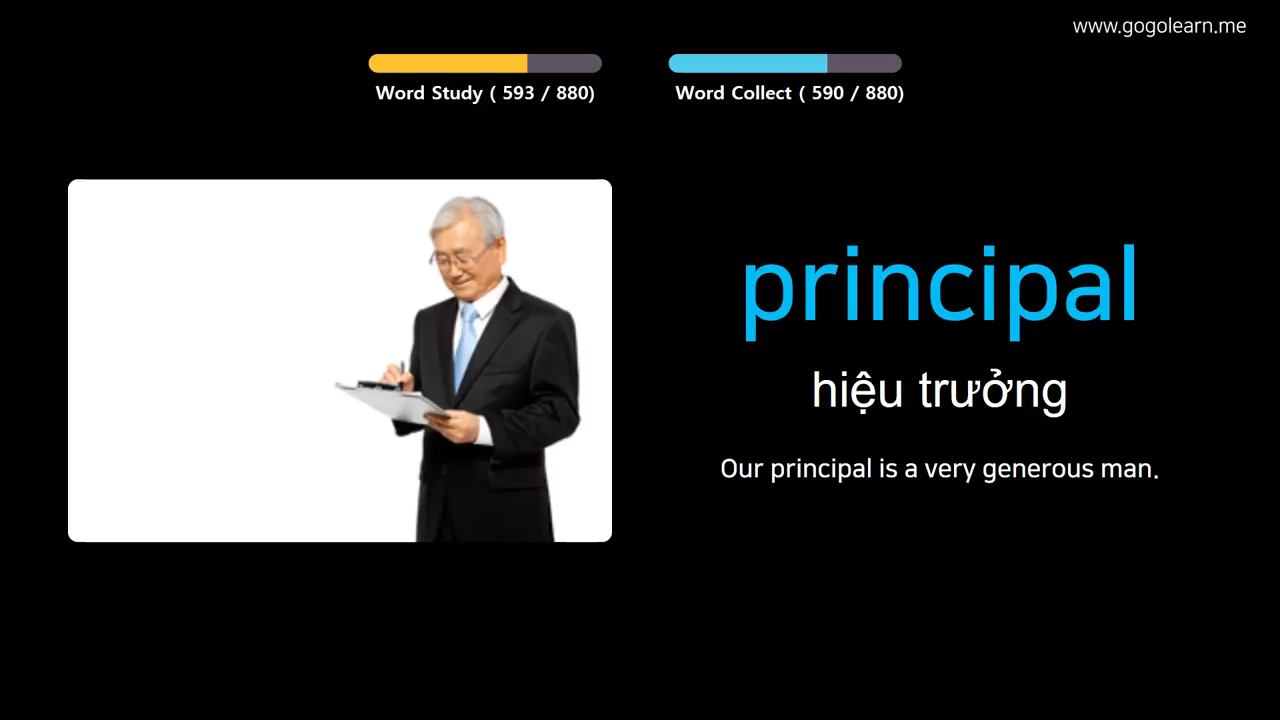 www.gogolearn.me
Word Study ( 593 / 880)
Word Collect ( 590 / 880)
principal
hiệu trưởng
Our principal is a very generous man.